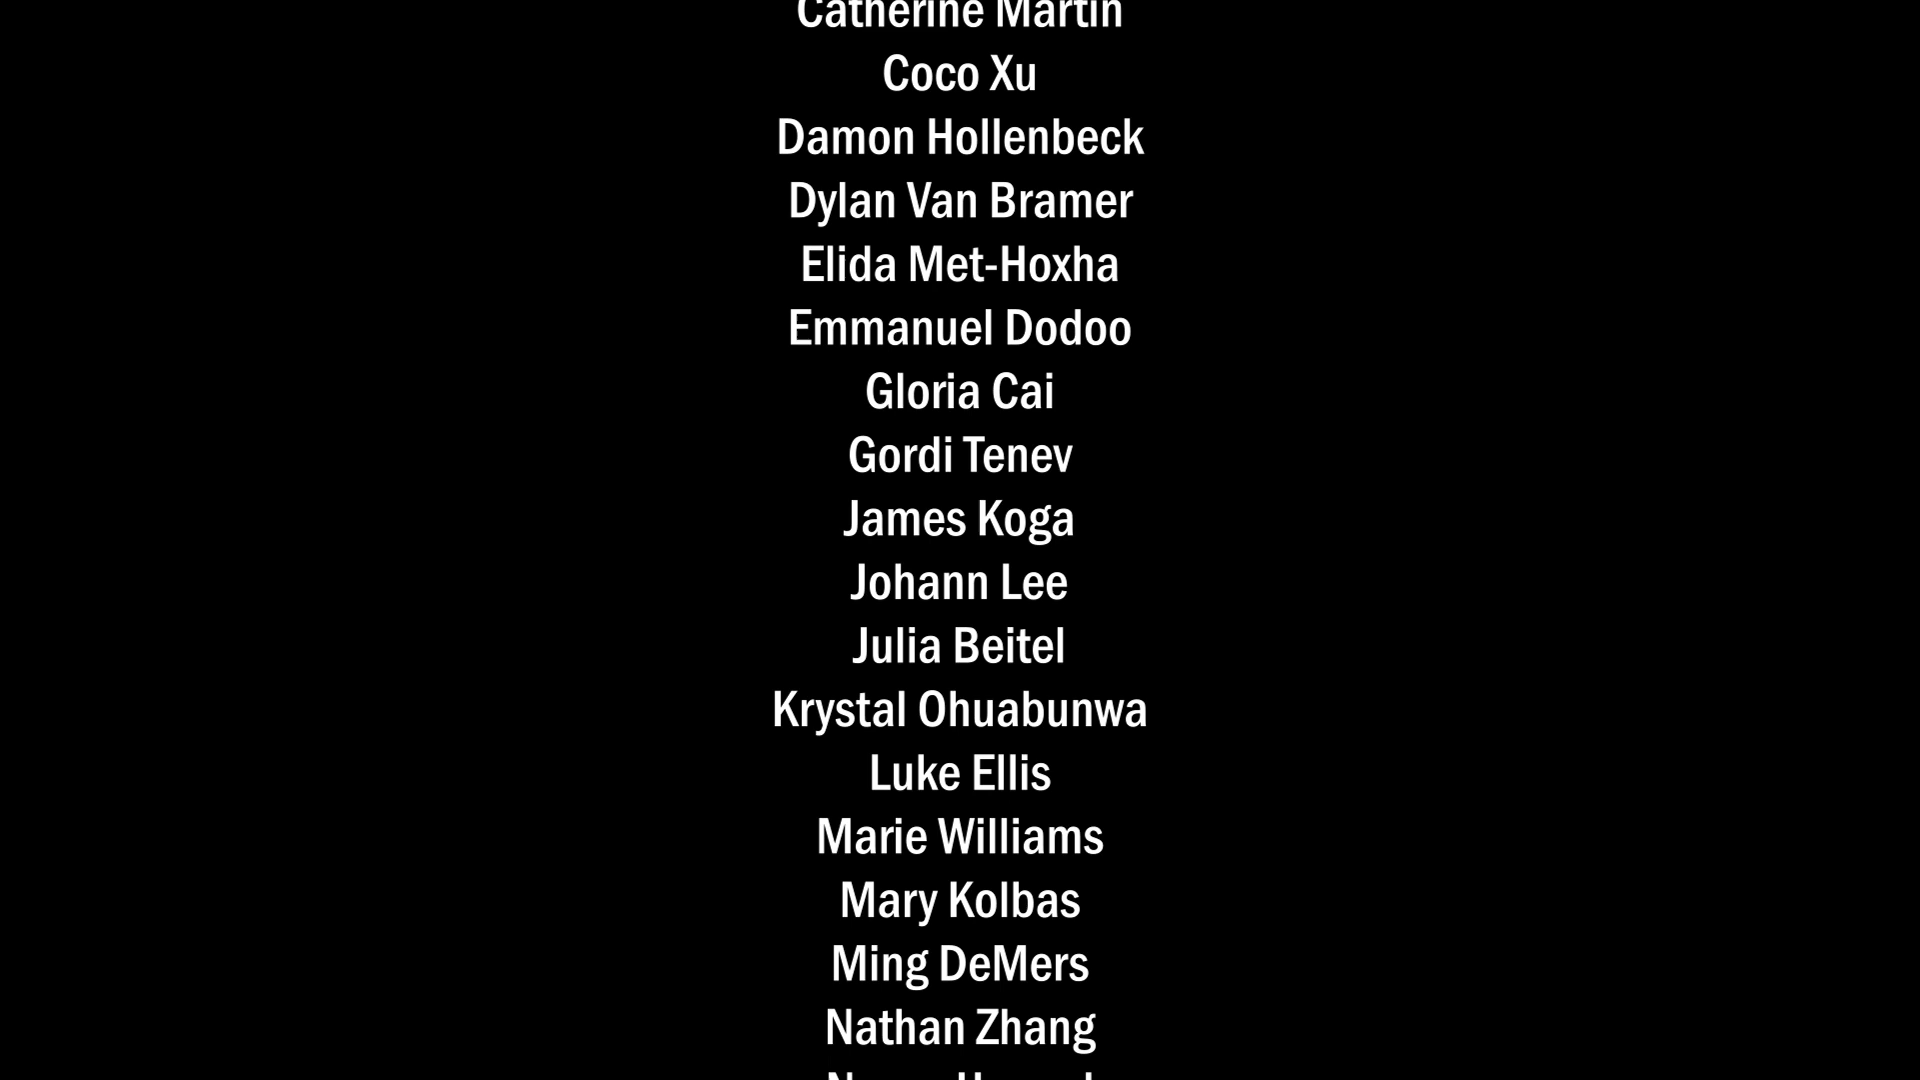 Catherine Martin
Coco Xu
Damon Hollenbeck
Dylan Van Bramer
Elida Met-Hoxha
Emmanuel Dodoo
Gloria Cai
Gordi Tenev
James Koga
Johann Lee
Julia Beitel
Krystal Ohuabunwa
Luke Ellis
Marie Williams
Mary Kolbas
Ming DeMers
Nathan Zhang